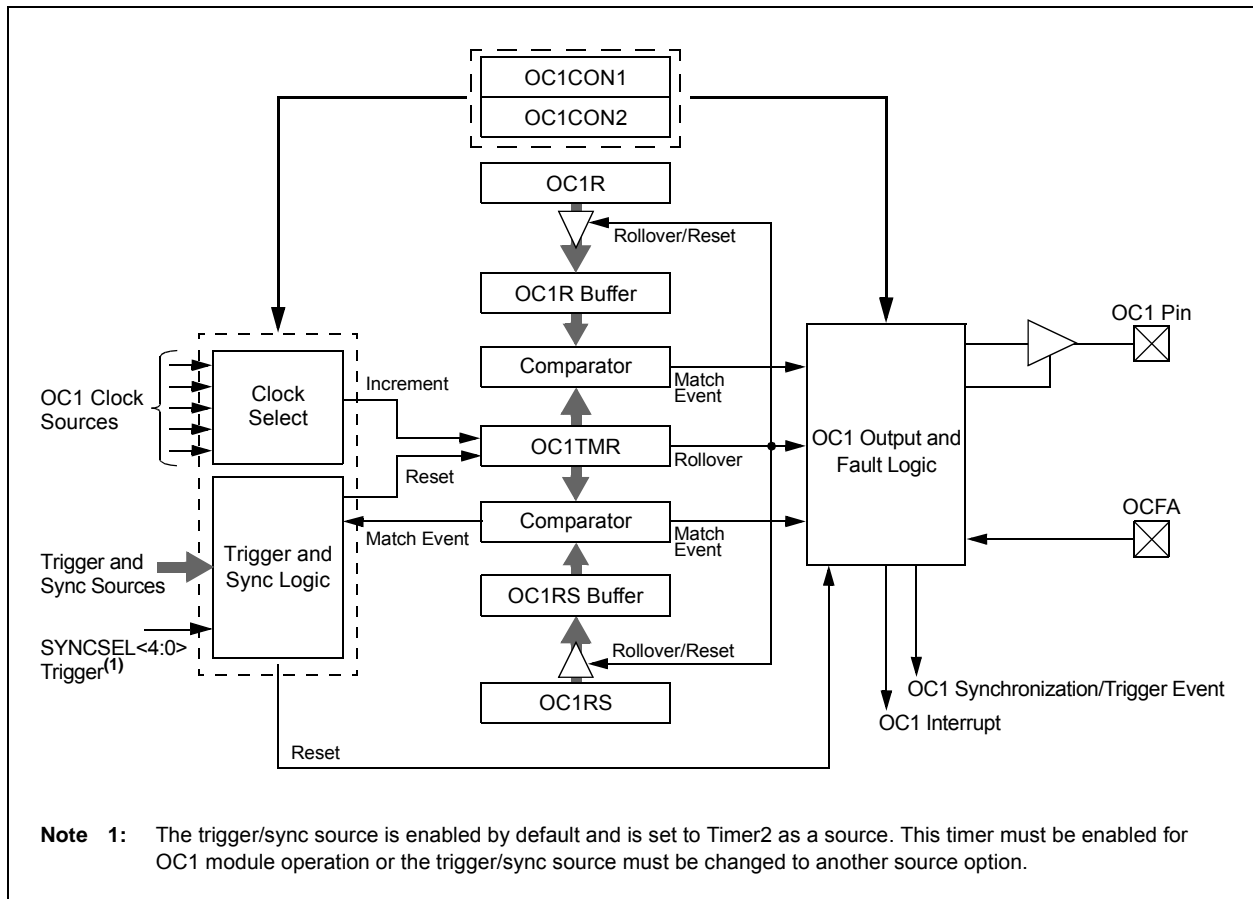 OC1CON1
OC1CON2
OC1R
Rollover/Reset
OC1R Buffer
OC1 Pin
Comparator
Match
Event
Increment
OC1 Clock
Sources
Clock
Select
OC1TMR
Rollover
OC1 Output and
Fault Logic
Reset
OCFA
Comparator
Match Event
Match
Event
Trigger and
Sync Sources
Trigger and
Sync Logic
OC1RS Buffer
SYNCSEL<4:0>
Trigger(1)
Rollover/Reset
OC1RS
OC1 Synchronization/Trigger Event
OC1 Interrupt
Reset
Note 1: The trigger/sync source is enabled by default and is set to Timer2 as a source. This timer must be enabled for
OC1 module operation or the trigger/sync source must be changed to another source option.